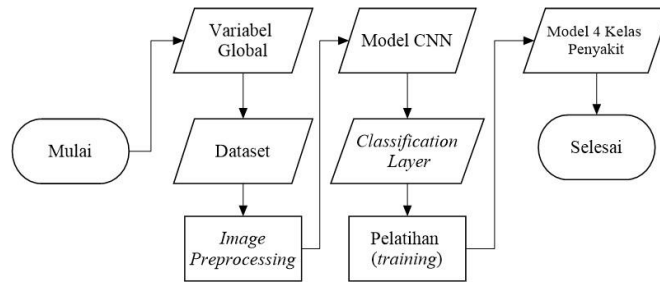 Mulai
Variabel
Global
Dataset
Image
Preprocessing
Model CNN
Classification
Layer
Pelatihan
(training)
Model 4 Kelas
Penyakit
Selesai